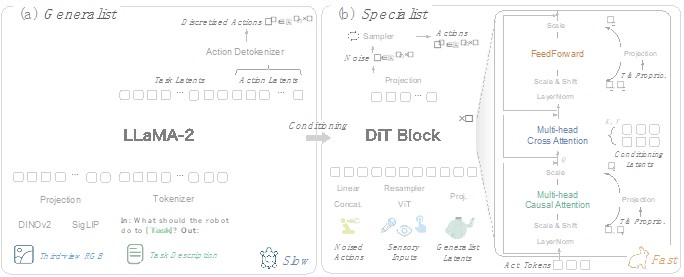 (a) Generalist
Discretised Actions
Action Detokenizer
Task Latents
Action Latents
LLaMA-2
Projection
Tokenizer
DINOv2
SigLIP
In: What should the robot
do to [Task]? Out:
Third-view RGB
Task Description
Slow
Conditioning
(b) Specialist
Sampler
Actions
Noise
Projection
DiT Block
Linear
Concat.
Resampler
ViT
Proj.
Noised
Actions
Sensory
Inputs
Generalist
Latents
Scale
FeedForward
Projection
T & Proprio.
Scale & Shift
LayerNorm
Multi-head
Cross Attention
K, V
Conditioning
Latents
Q
Scale
Multi-head
Causal Attention
Projection
T & Proprio.
Scale & Shift
LayerNorm
Act. Tokens
Fast